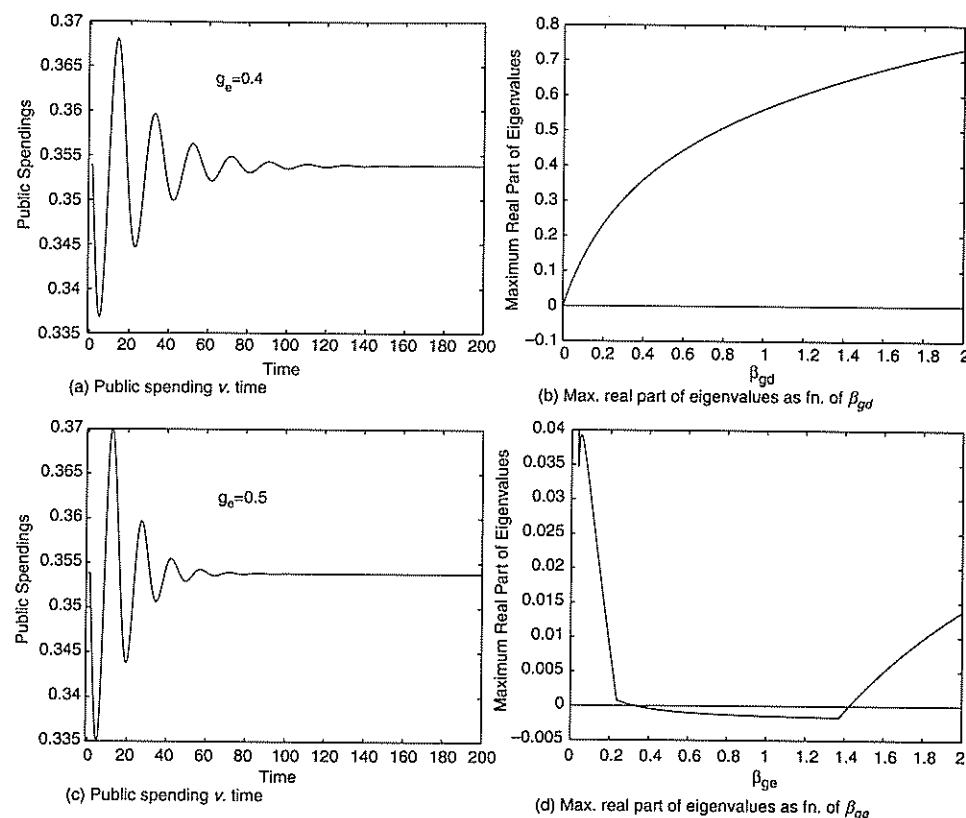 0.37
0.365
0.36
0.355
0.35
0.345
0.34
0.335
Public Spendings
g_e=0.4
0 20 40 60 80 100 120 140 160 180 200
Time
(a) Public spending v. time
0.8
0.7
0.6
0.5
0.4
0.3
0.2
0.1
0
−0.1
Maximum Real Part of Eigenvalues
0 0.2 0.4 0.6 0.8 1 1.2 1.4 1.6 1.8 2
β_gd
(b) Max. real part of eigenvalues as fn. of β_gd
0.37
0.365
0.36
0.355
0.35
0.345
0.34
0.335
Public Spendings
g_e=0.5
0 20 40 60 80 100 120 140 160 180 200
Time
(c) Public spending v. time
0.04
0.035
0.03
0.025
0.02
0.015
0.01
0.005
0
−0.005
Maximum Real Part of Eigenvalues
0 0.2 0.4 0.6 0.8 1 1.2 1.4 1.6 1.8 2
β_ge
(d) Max. real part of eigenvalues as fn. of β_ge